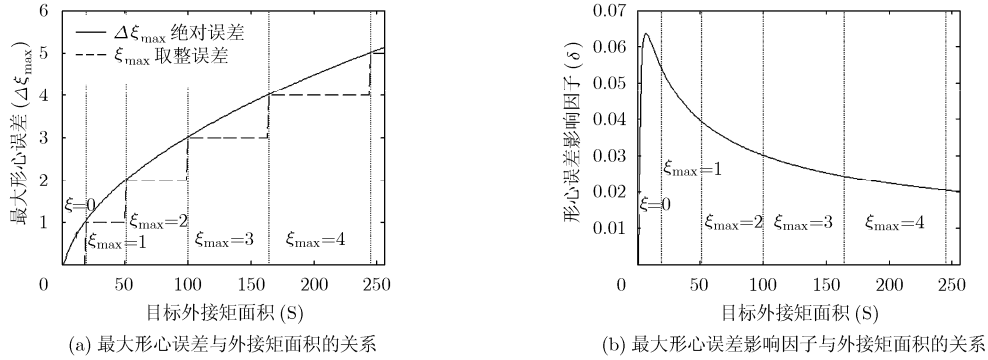 6
5
4
3
2
1
0
最大形心误差 (Δξmax)
Δξmax 绝对误差
ξmax 取整误差
ξ=0
ξmax=1
ξmax=2
ξmax=3
ξmax=4
0 50 100 150 200 250
目标外接矩面积 (S)
(a) 最大形心误差与外接矩面积的关系
0.07
0.06
0.05
0.04
0.03
0.02
0.01
形心误差影响因子 (δ)
ξ=0
ξmax=1
ξmax=2
ξmax=3
ξmax=4
0 50 100 150 200 250
目标外接矩面积 (S)
(b) 最大形心误差影响因子与外接矩面积的关系